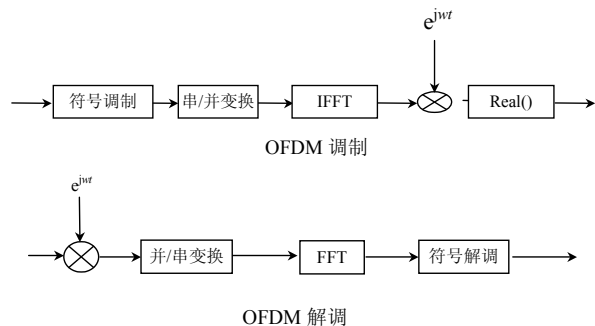 e^{jwt}
符号调制 串/并变换 IFFT Real()
OFDM 调制
e^{jwt}
并/串变换 FFT 符号解调
OFDM 解调